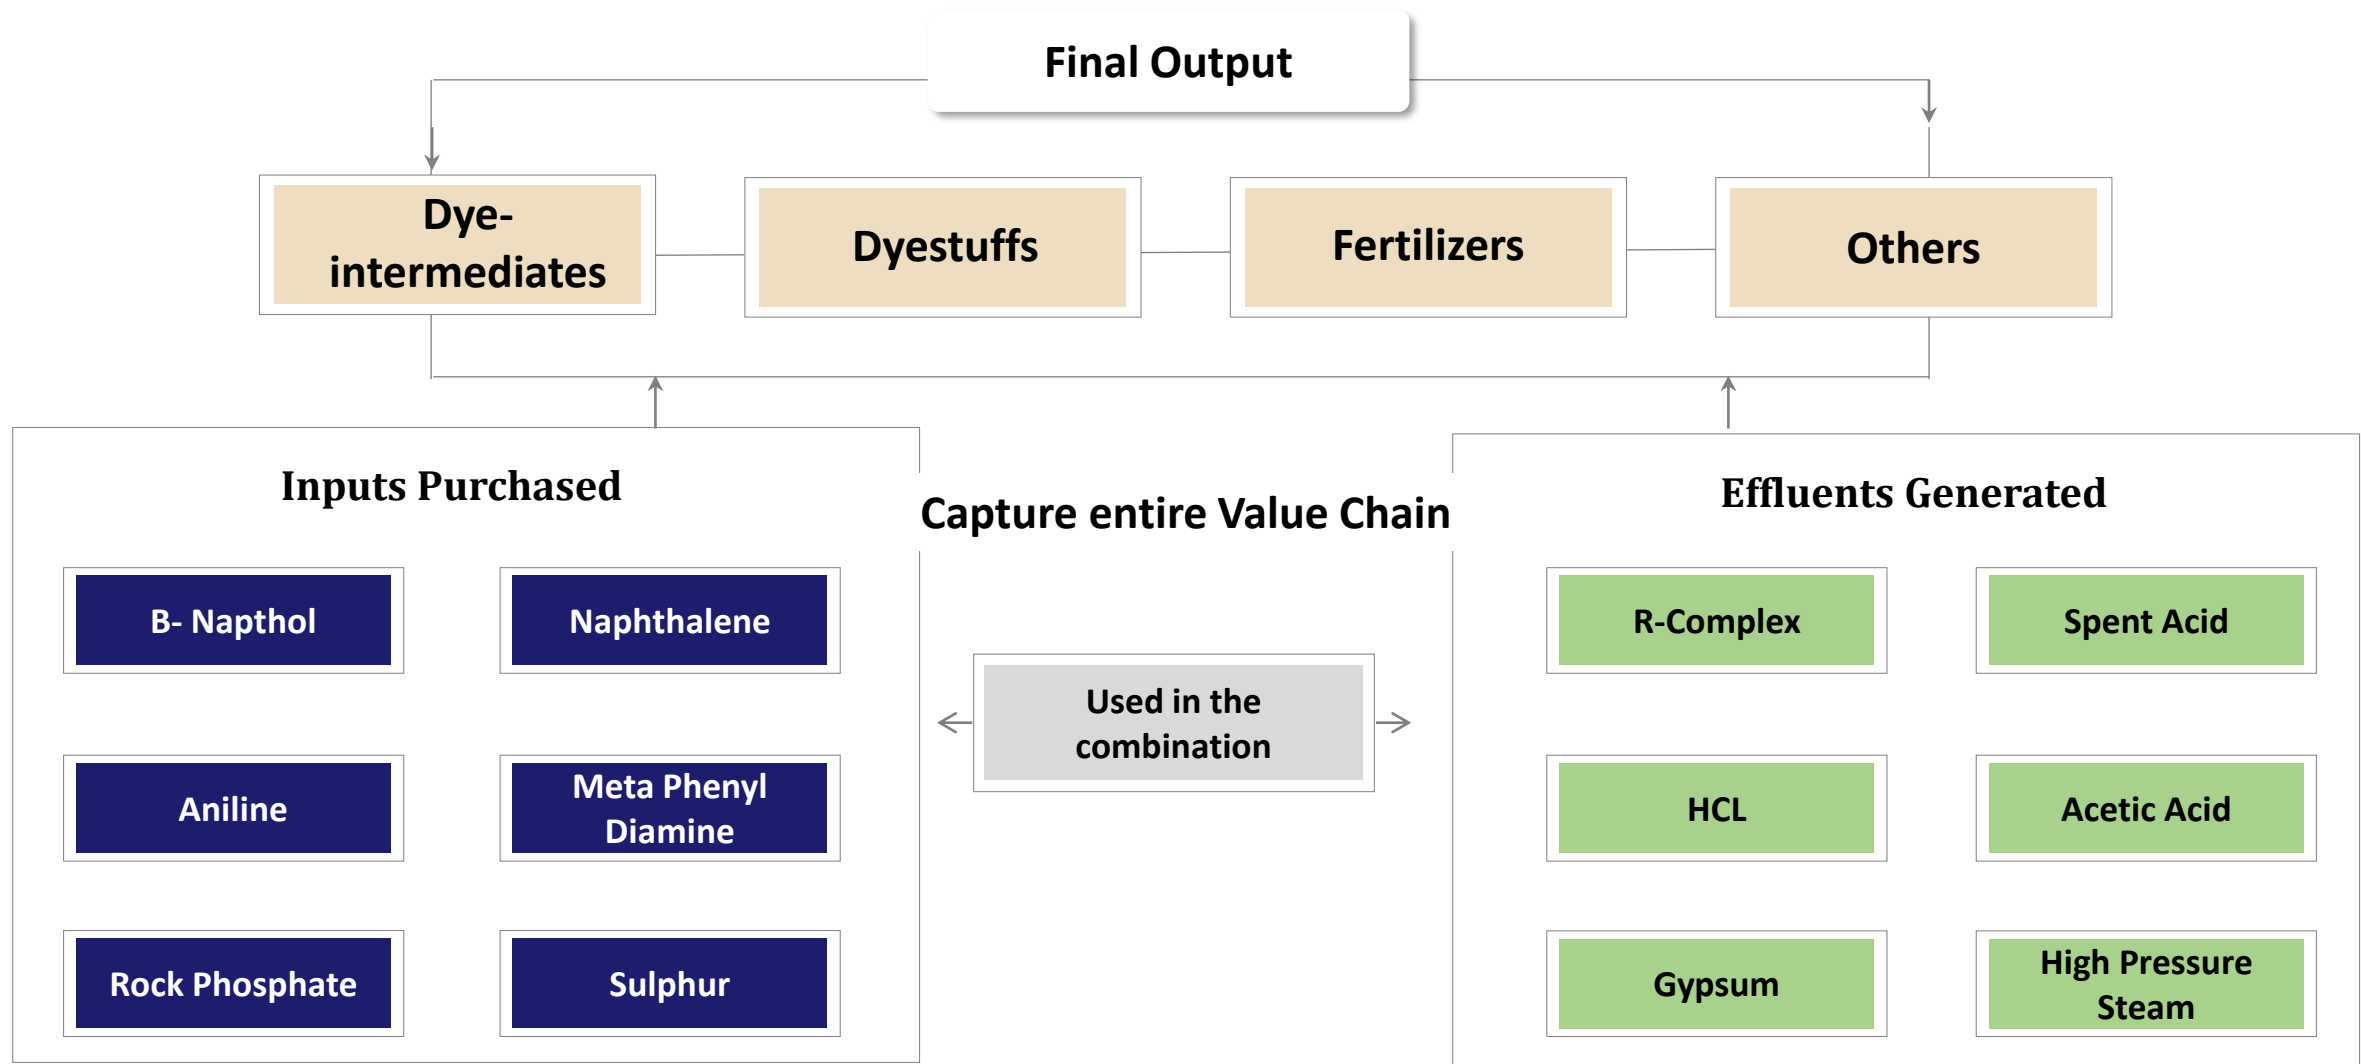 Final Output
Dye-
intermediates
Dyestuffs
Fertilizers
Others
Inputs Purchased
B- Napthol
Naphthalene
Aniline
Meta Phenyl
Diamine
Rock Phosphate
Sulphur
Capture entire Value Chain
Used in the
combination
Effluents Generated
R-Complex
Spent Acid
HCL
Acetic Acid
Gypsum
High Pressure
Steam